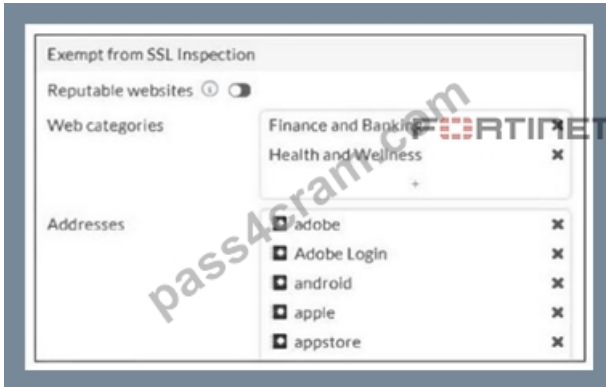 Exempt from SSL Inspection
Reputable websites
Web categories
Finance and Banking
Health and Wellness
+
Addresses
adobe
Adobe Login
android
apple
appstore
FORTINET
pass4cram.com